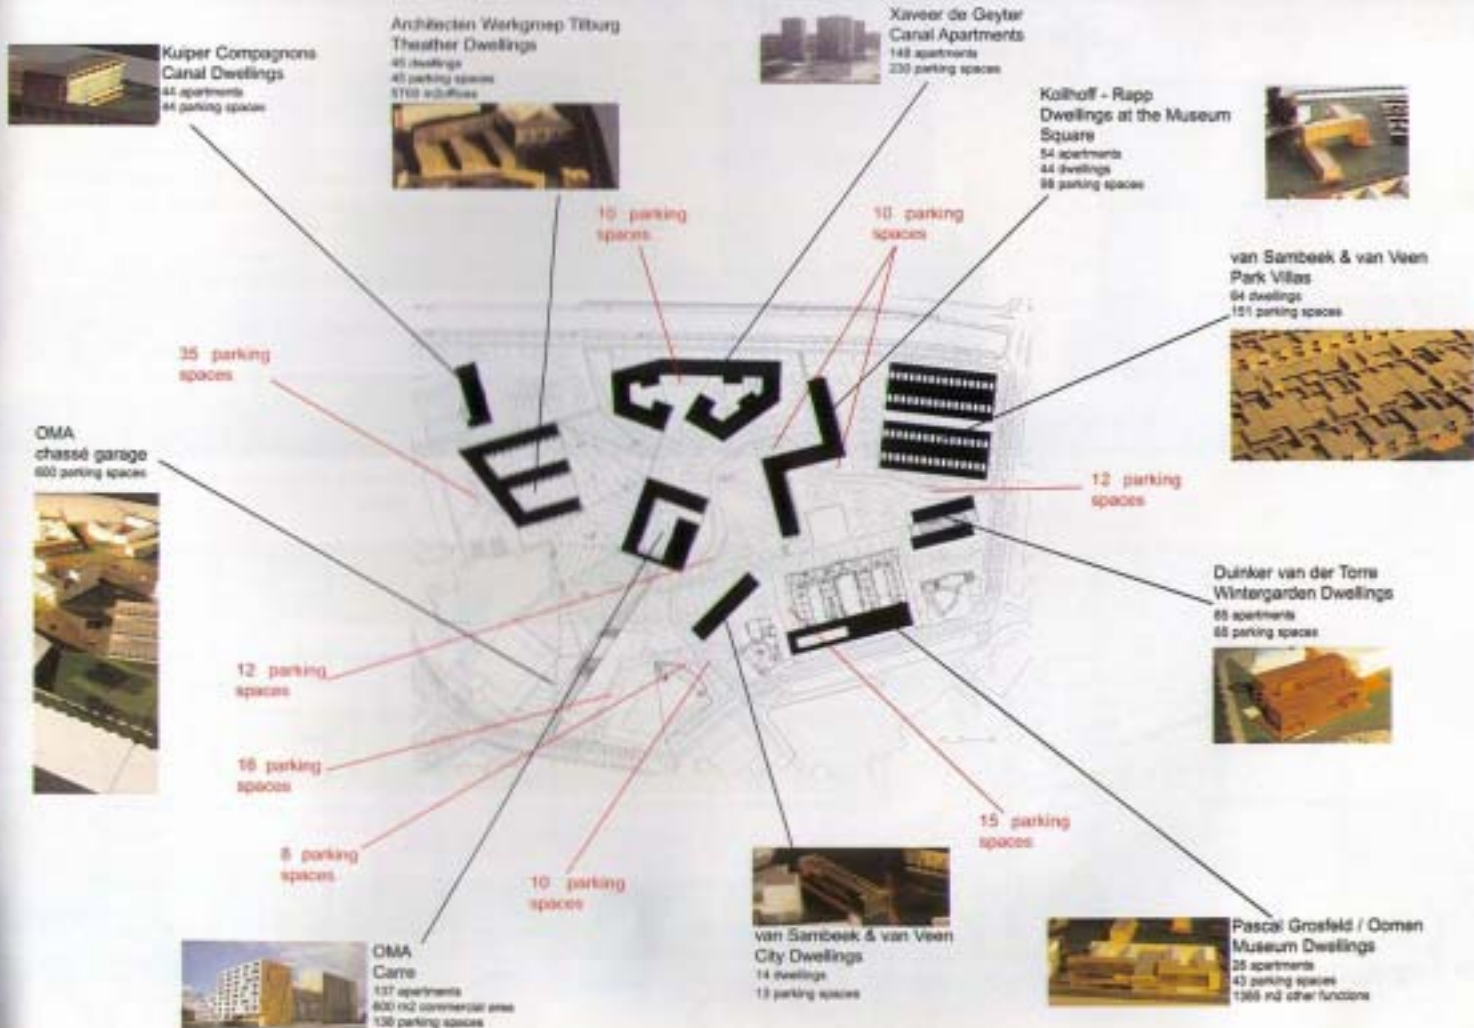 Kuiper Compagnons
Canal Dwellings
44 apartments
44 parking spaces
Architecten Werkgroep Tilburg
Theather Dwellings
45 dwellings
45 parking spaces
Xaveer de Geyter
Canal Apartments
148 apartments
230 parking spaces
Kollhoff - Rapp
Dwellings at the Museum
Square
54 apartments
44 dwellings
98 parking spaces
van Sambeek & van Veen
Park Villas
64 dwellings
151 parking spaces
10 parking
spaces
10 parking
spaces
35 parking
spaces
OMA
chassé garage
600 parking spaces
12 parking
spaces
Duinker van der Torre
Wintergarden Dwellings
65 apartments
65 parking spaces
12 parking
spaces
16 parking
spaces
8 parking
spaces
10 parking
spaces
15 parking
spaces
OMA
Carre
137 apartments
600 m2 commercial area
136 parking spaces
van Sambeek & van Veen
City Dwellings
14 dwellings
13 parking spaces
Pascal Grosfeld / Oomen
Museum Dwellings
apartments
43 parking spaces
m2 other functions